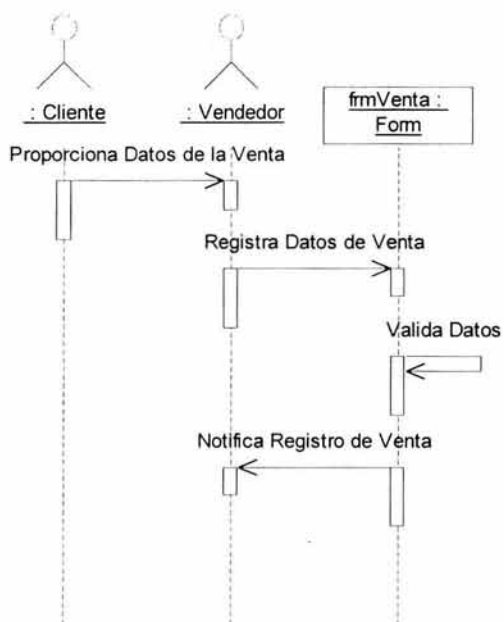 : Cliente
: Vendedor
frmVenta :
Form
Proporciona Datos de la Venta
Registra Datos de Venta
Valida Datos
Notifica Registro de Venta